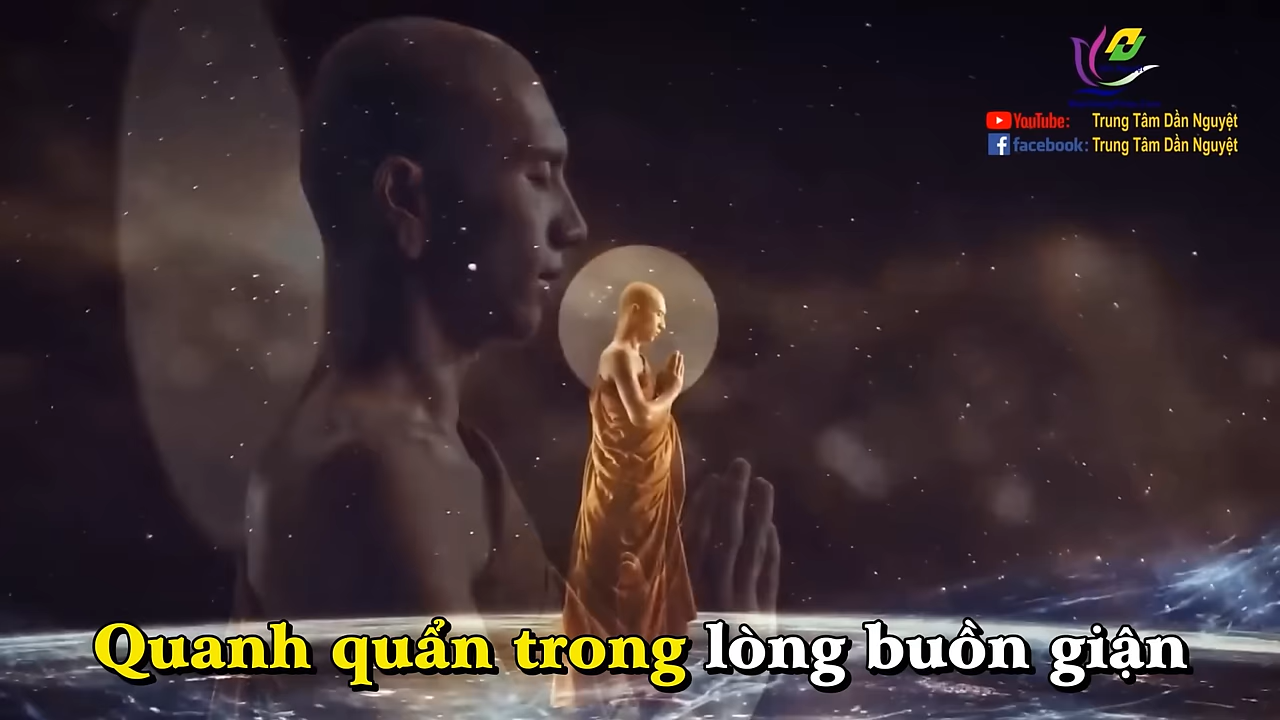 YouTube: Trung Tâm Dần Nguyệt
facebook: Trung Tâm Dần Nguyệt
Quanh quẩn trong lòng buồn giận